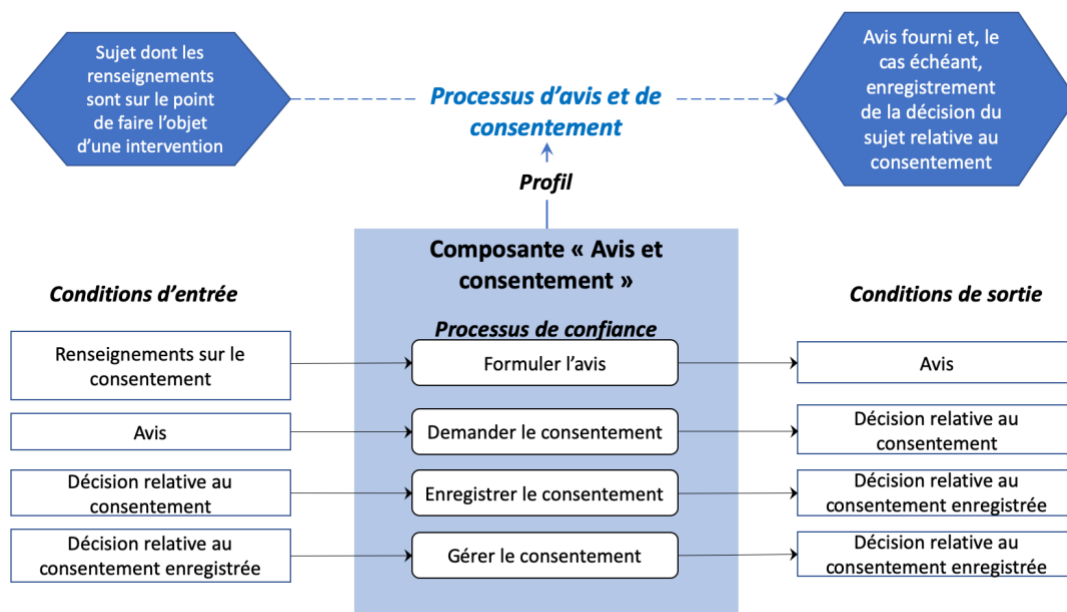 Sujet dont les
renseignements
sont sur le point
de faire l’objet
d’une intervention
Processus d’avis et de
consentement
Avis fourni et, le
cas échéant,
enregistrement
de la décision du
sujet relative au
consentement
Profil
Composante « Avis et
consentement »
Conditions d’entrée
Processus de confiance
Conditions de sortie
Renseignements sur le
consentement
Formuler l’avis
Avis
Avis
Demander le consentement
Décision relative au
consentement
Décision relative au
consentement
Enregistrer le consentement
Décision relative au
consentement enregistrée
Décision relative au
consentement enregistrée
Gérer le consentement
Décision relative au
consentement enregistrée